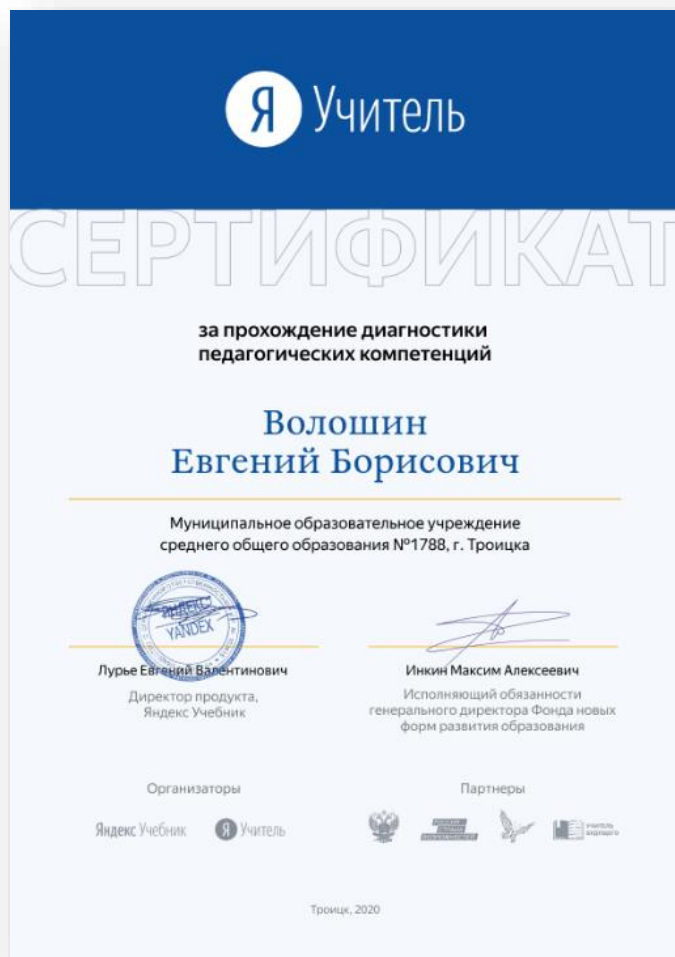 Я Учитель
СЕРТИФИКАТ
за прохождение диагностики
педагогических компетенций
Волошин
Евгений Борисович
Муниципальное образовательное учреждение
среднего общего образования №1788, г. Троицка
ЯНДЕКС
YANDEX
Лурье Евгений Валентинович
Директор продукта,
Яндекс Учебник
Инкин Максим Алексеевич
Исполняющий обязанности
генерального директора Фонда новых
форм развития образования
Организаторы
Партнеры
Яндекс Учебник
Я Учитель
учитель
будущего
Троицк, 2020